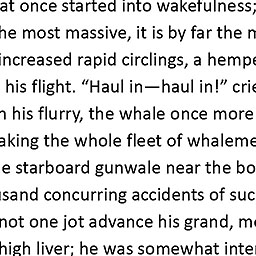 at once started into wakefulness;
he most massive, it is by far the m
increased rapid circlings, a hempe
his flight. “Haul in—haul in!” crie
n his flurry, the whale once more
aking the whole fleet of whaleme
e starboard gunwale near the bo
usand concurring accidents of suc
not one jot advance his grand, m
high liver; he was somewhat inte